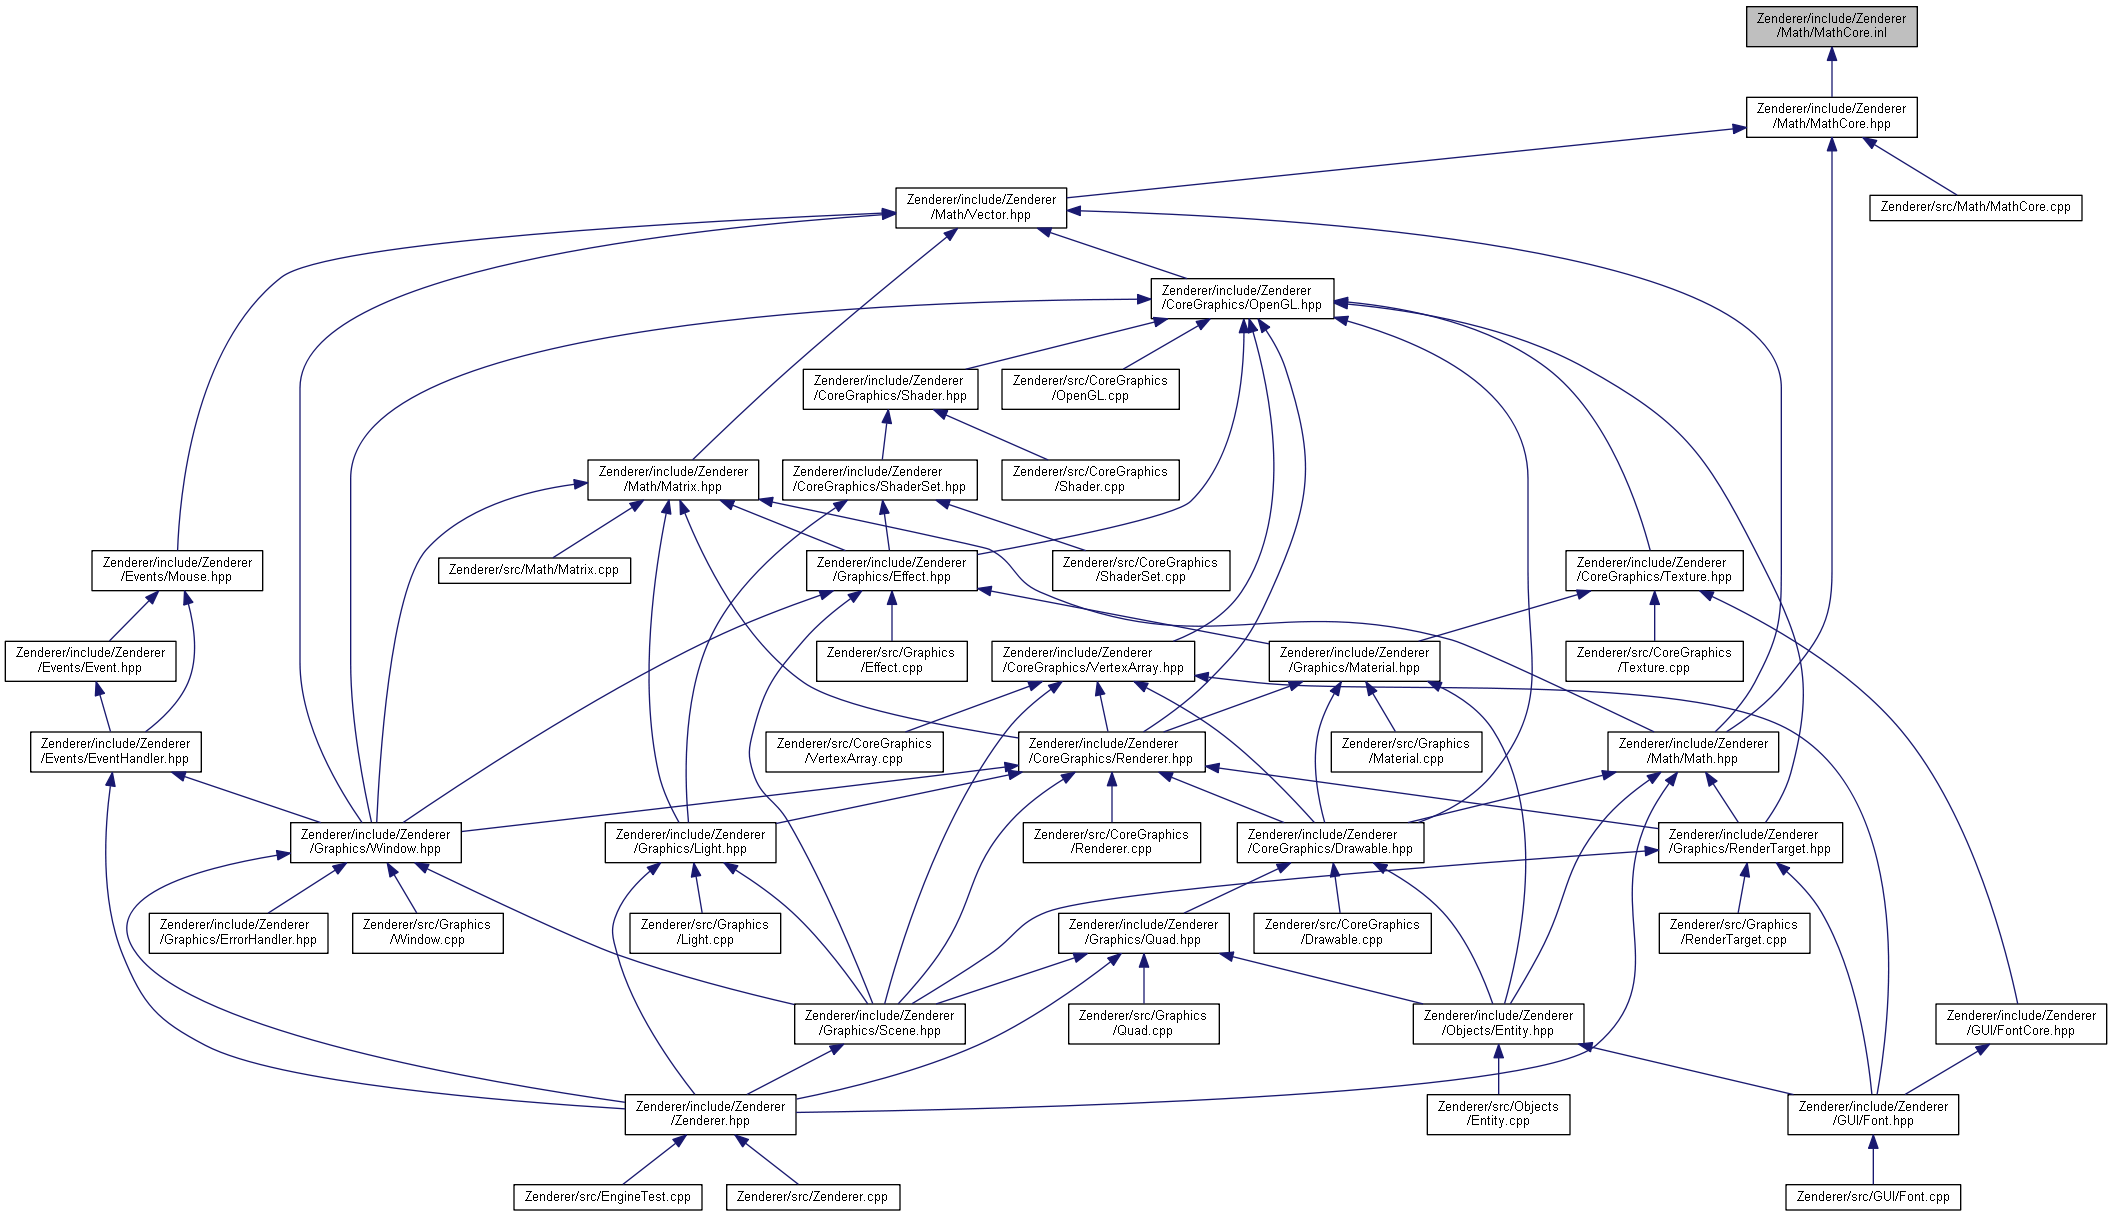 Zenderer/include/Zenderer
/Math/MathCore.inl
Zenderer/include/Zenderer
/Math/MathCore.hpp
Zenderer/include/Zenderer
/Math/Vector.hpp
Zenderer/src/Math/MathCore.cpp
Zenderer/include/Zenderer
/CoreGraphics/OpenGL.hpp
Zenderer/include/Zenderer
/CoreGraphics/Shader.hpp
Zenderer/src/CoreGraphics
/OpenGL.cpp
Zenderer/include/Zenderer
/Math/Matrix.hpp
Zenderer/include/Zenderer
/CoreGraphics/ShaderSet.hpp
Zenderer/src/CoreGraphics
/Shader.cpp
Zenderer/include/Zenderer
/Events/Mouse.hpp
Zenderer/src/Math/Matrix.cpp
Zenderer/include/Zenderer
/Graphics/Effect.hpp
Zenderer/src/CoreGraphics
/ShaderSet.cpp
Zenderer/include/Zenderer
/CoreGraphics/Texture.hpp
Zenderer/include/Zenderer
/Events/Event.hpp
Zenderer/src/Graphics
/Effect.cpp
Zenderer/include/Zenderer
/CoreGraphics/VertexArray.hpp
Zenderer/include/Zenderer
/Graphics/Material.hpp
Zenderer/src/CoreGraphics
/Texture.cpp
Zenderer/include/Zenderer
/Events/EventHandler.hpp
Zenderer/src/CoreGraphics
/VertexArray.cpp
Zenderer/include/Zenderer
/CoreGraphics/Renderer.hpp
Zenderer/src/Graphics
/Material.cpp
Zenderer/include/Zenderer
/Math/Math.hpp
Zenderer/include/Zenderer
/Graphics/Window.hpp
Zenderer/include/Zenderer
/Graphics/Light.hpp
Zenderer/src/CoreGraphics
/Renderer.cpp
Zenderer/include/Zenderer
/CoreGraphics/Drawable.hpp
Zenderer/include/Zenderer
/Graphics/RenderTarget.hpp
Zenderer/include/Zenderer
/Graphics/ErrorHandler.hpp
Zenderer/src/Graphics
/Window.cpp
Zenderer/src/Graphics
/Light.cpp
Zenderer/include/Zenderer
/Graphics/Quad.hpp
Zenderer/src/CoreGraphics
/Drawable.cpp
Zenderer/src/Graphics
/RenderTarget.cpp
Zenderer/include/Zenderer
/Graphics/Scene.hpp
Zenderer/src/Graphics
/Quad.cpp
Zenderer/include/Zenderer
/Objects/Entity.hpp
Zenderer/include/Zenderer
/GUI/FontCore.hpp
Zenderer/include/Zenderer
/Zenderer.hpp
Zenderer/src/Objects
/Entity.cpp
Zenderer/include/Zenderer
/GUI/Font.hpp
Zenderer/src/EngineTest.cpp
Zenderer/src/Zenderer.cpp
Zenderer/src/GUI/Font.cpp